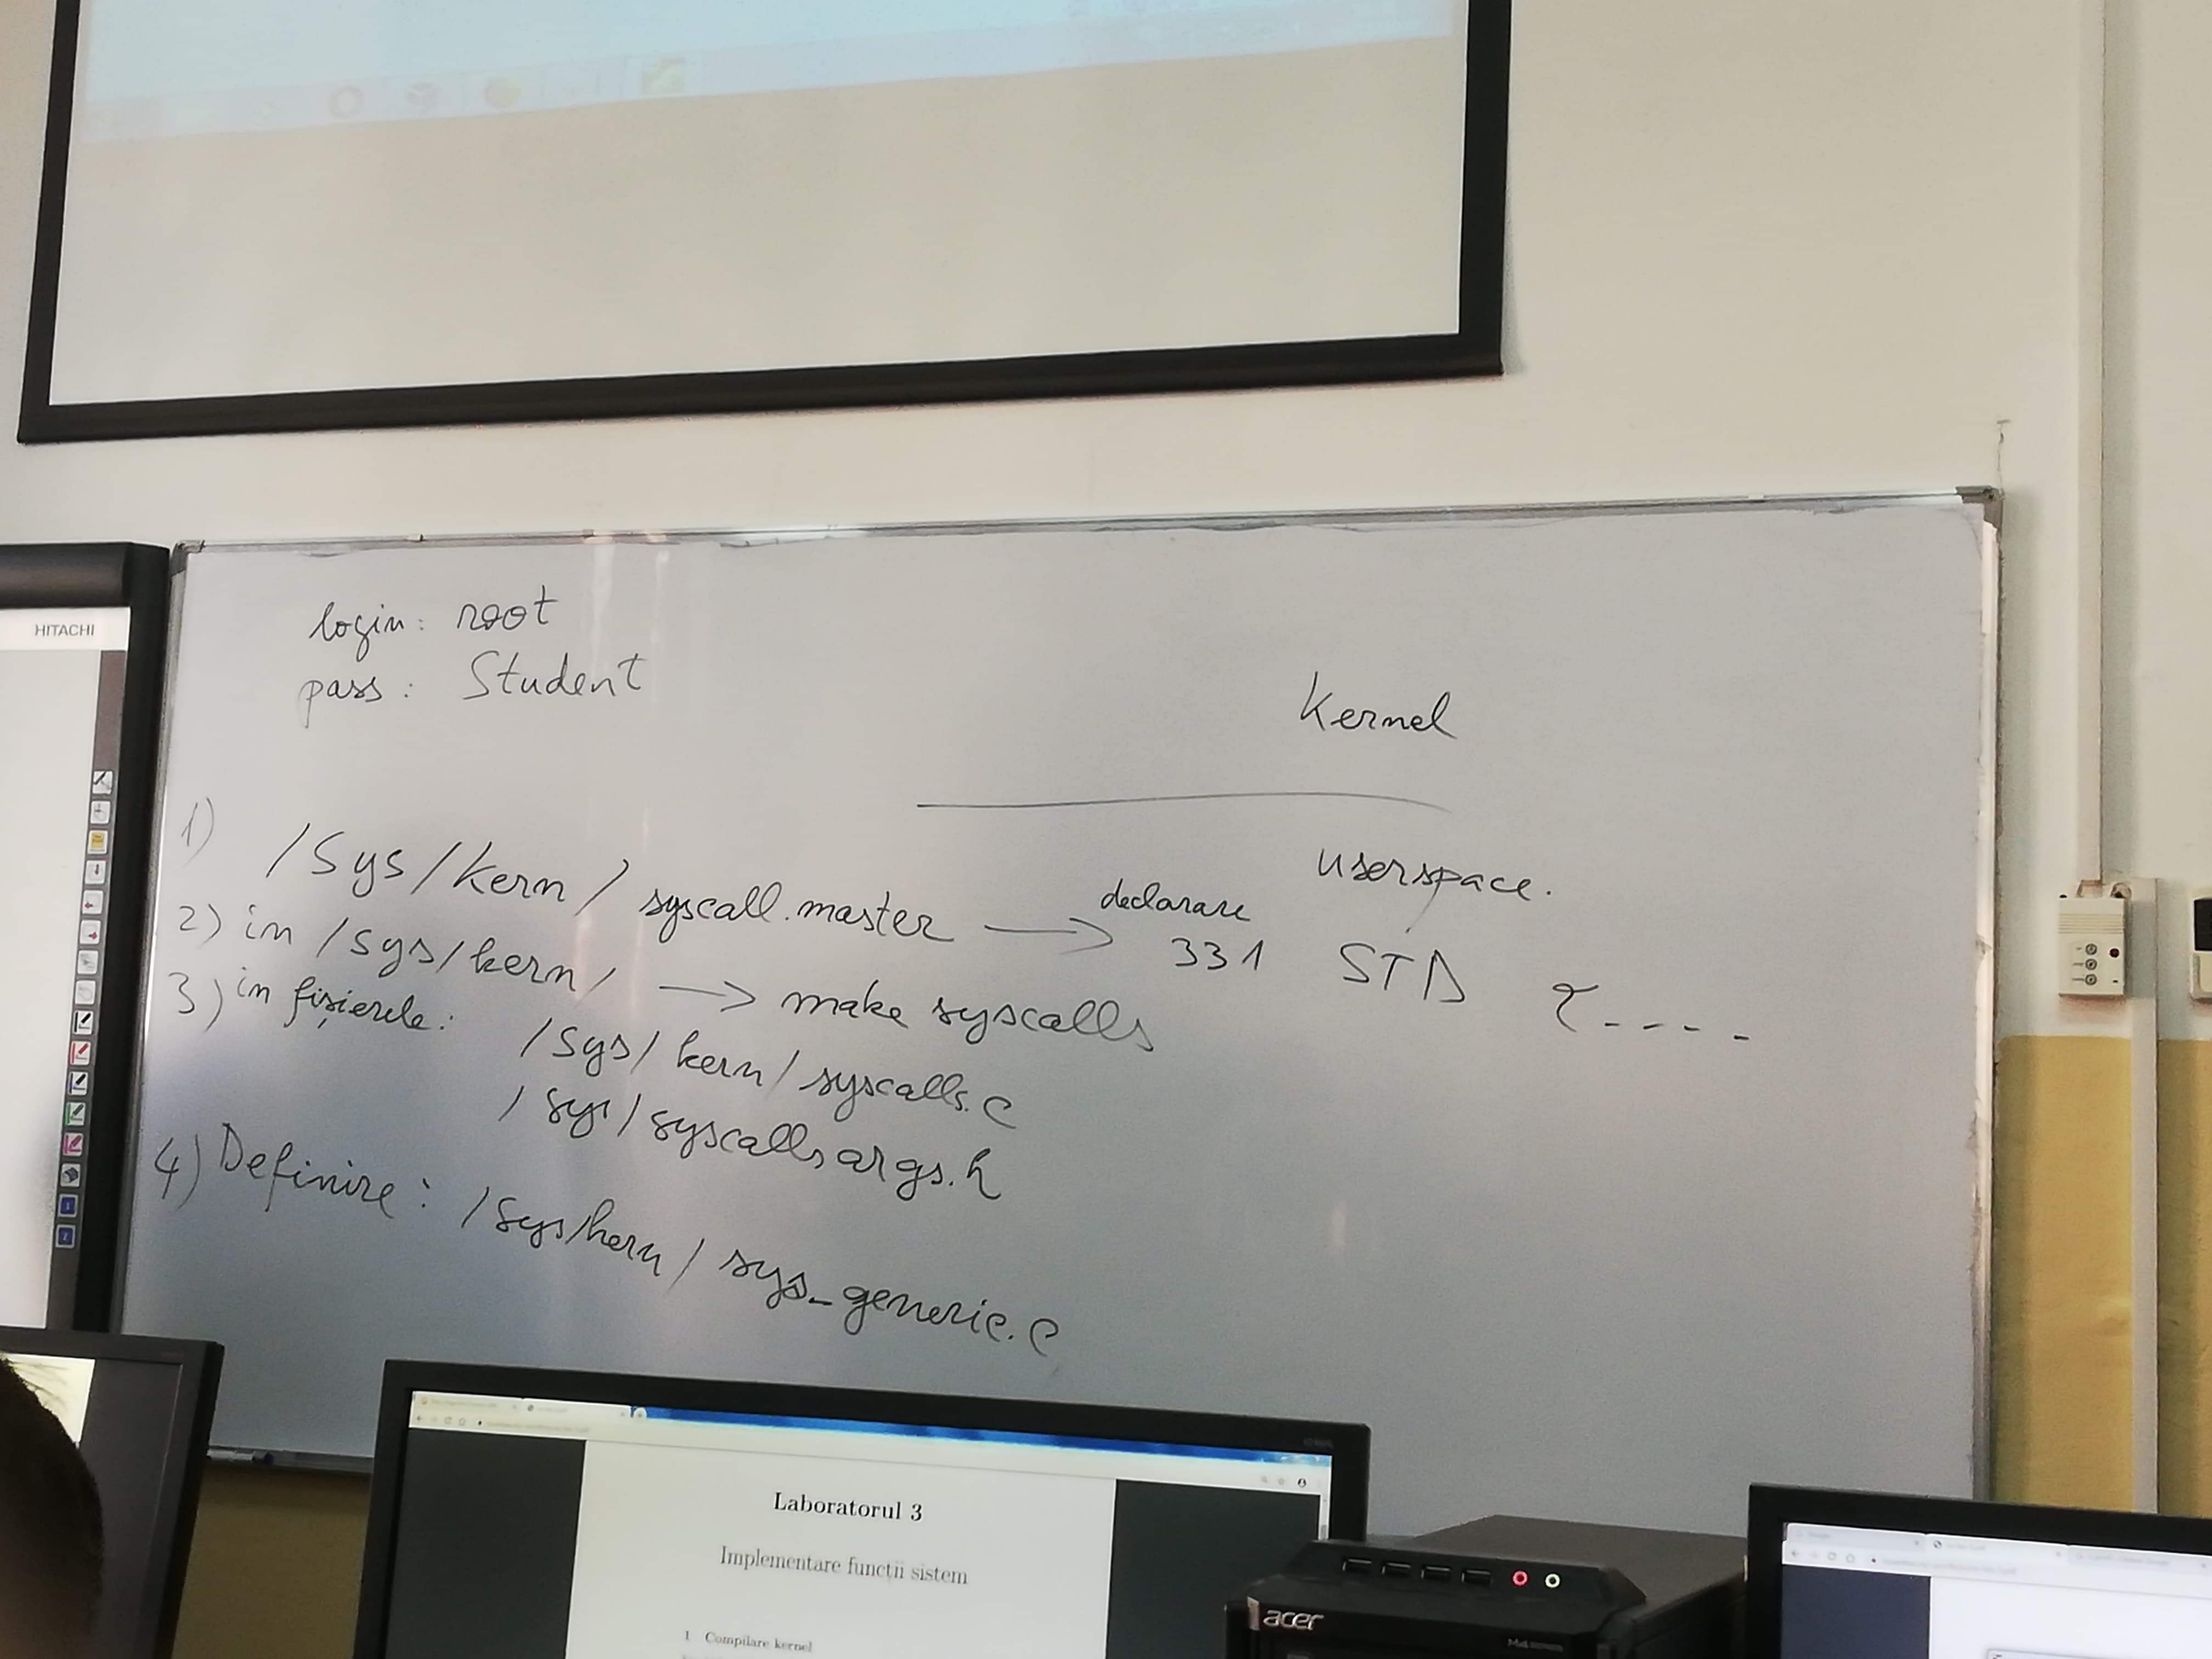 HITACHI
login: root
pass: Student
Kernel
userspace.
1) /Sys/kern/syscall.master → declarare 331 STD {----
2) in /sys/kern/ → make syscalls
3) in fișierele: /sys/kern/syscalls.c
/sys/syscallsargs.h
4) Definire: /sys/kern/sys_generic.c
Laboratorul 3
Implementare funcții sistem
1 Compilare kernel
acer